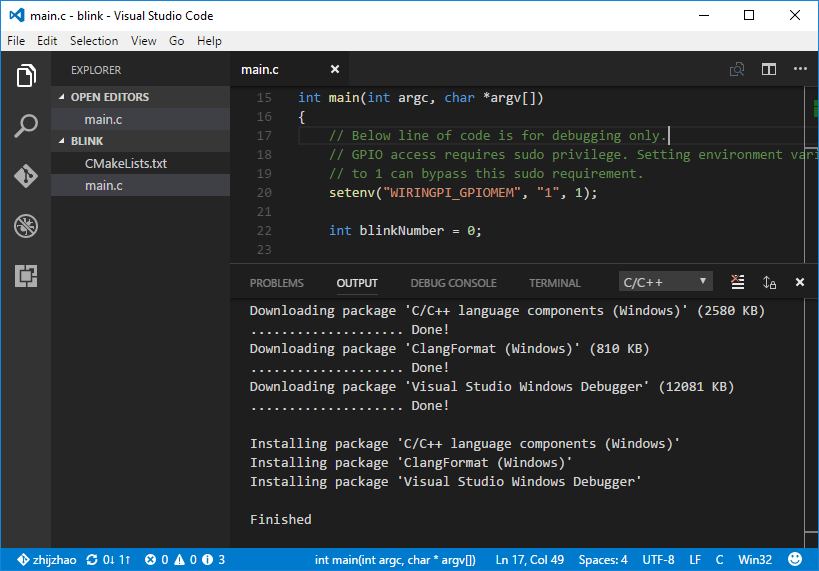 main.c - blink - Visual Studio Code
File Edit Selection View Go Help
EXPLORER
OPEN EDITORS
main.c
BLINK
CMakeLists.txt
main.c
main.c
15 int main(int argc, char *argv[])
16 {
17 // Below line of code is for debugging only.
18 // GPIO access requires sudo privilege. Setting environment vari
19 // to 1 can bypass this sudo requirement.
20 setenv("WIRINGPI_GPIOMEM", "1", 1);
21
22 int blinkNumber = 0;
23
PROBLEMS OUTPUT DEBUG CONSOLE TERMINAL C/C++
Downloading package 'C/C++ language components (Windows)' (2580 KB)
.................... Done!
Downloading package 'ClangFormat (Windows)' (810 KB)
.................... Done!
Downloading package 'Visual Studio Windows Debugger' (12081 KB)
.................... Done!
Installing package 'C/C++ language components (Windows)'
Installing package 'ClangFormat (Windows)'
Installing package 'Visual Studio Windows Debugger'
Finished
zhijzhao 0↓ 1↑ 0 0 3 int main(int argc, char * argv[]) Ln 17, Col 49 Spaces: 4 UTF-8 LF C Win32